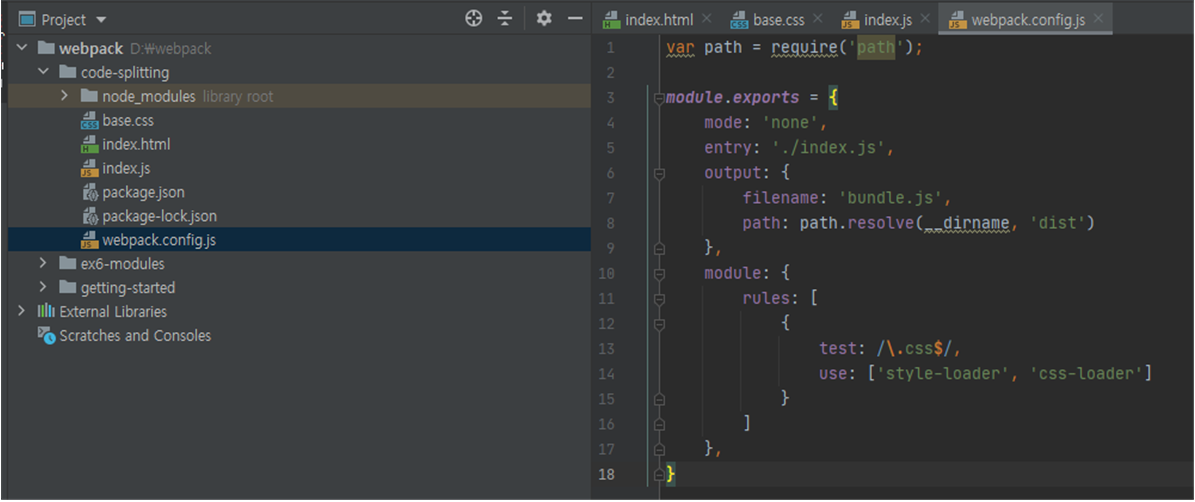 Project
webpack D:₩webpack
code-splitting
node_modules library root
base.css
index.html
index.js
package.json
package-lock.json
webpack.config.js
ex6-modules
getting-started
External Libraries
Scratches and Consoles
index.html base.css index.js webpack.config.js
1 var path = require('path');
2
3 module.exports = {
4 mode: 'none',
5 entry: './index.js',
6 output: {
7 filename: 'bundle.js',
8 path: path.resolve(__dirname, 'dist')
9 },
10 module: {
11 rules: [
12 {
13 test: /\.css$/,
14 use: ['style-loader', 'css-loader']
15 }
16 ]
17 },
18 }